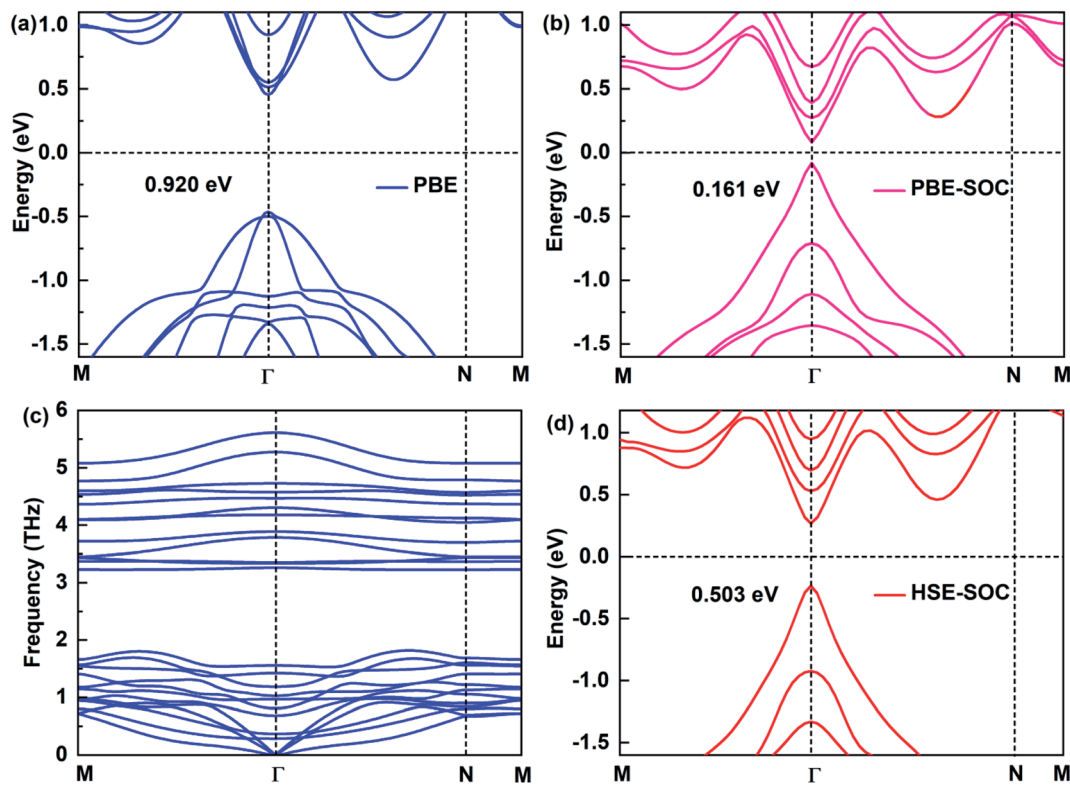 (a)
1.0
0.5
0.0
-0.5
-1.0
-1.5
Energy (eV)
0.920 eV
PBE
M
Γ
N
M
(b)
1.0
0.5
0.0
-0.5
-1.0
-1.5
Energy (eV)
0.161 eV
PBE-SOC
M
Γ
N
M
(c)
6
5
4
3
2
1
0
Frequency (THz)
M
Γ
N
M
(d)
1.0
0.5
0.0
-0.5
-1.0
-1.5
Energy (eV)
0.503 eV
HSE-SOC
M
Γ
N
M